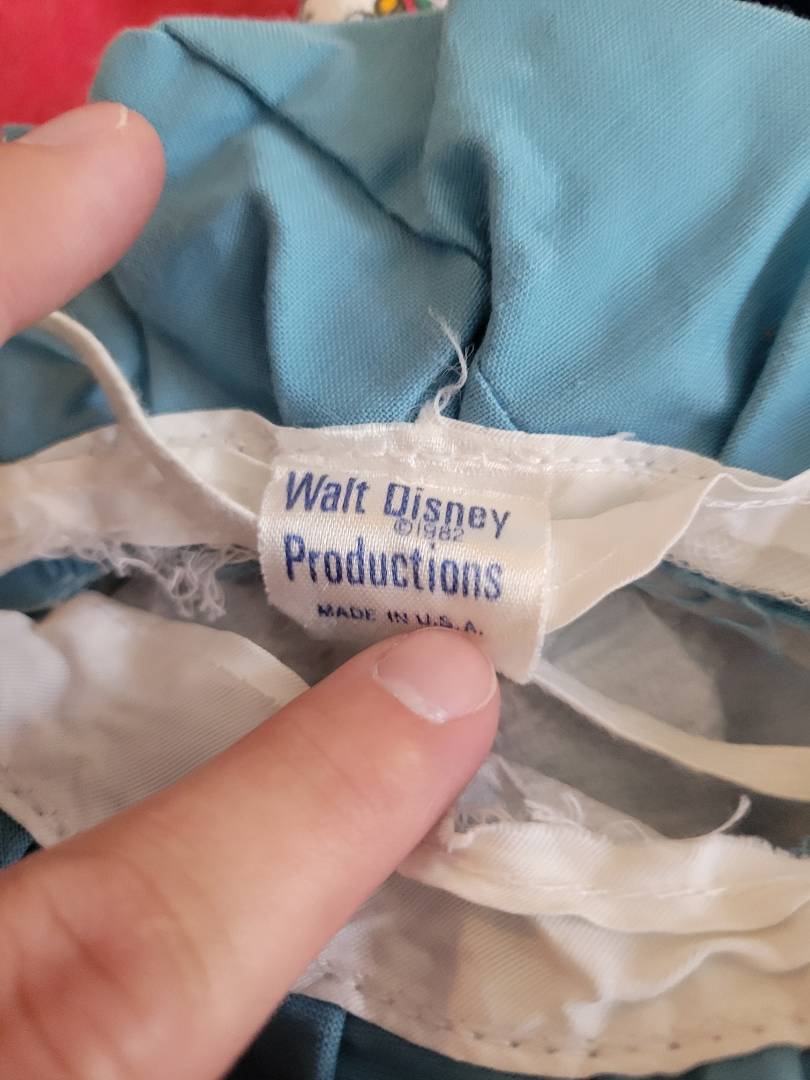 Walt Disney
©1982
Productions
MADE IN U.S.A.